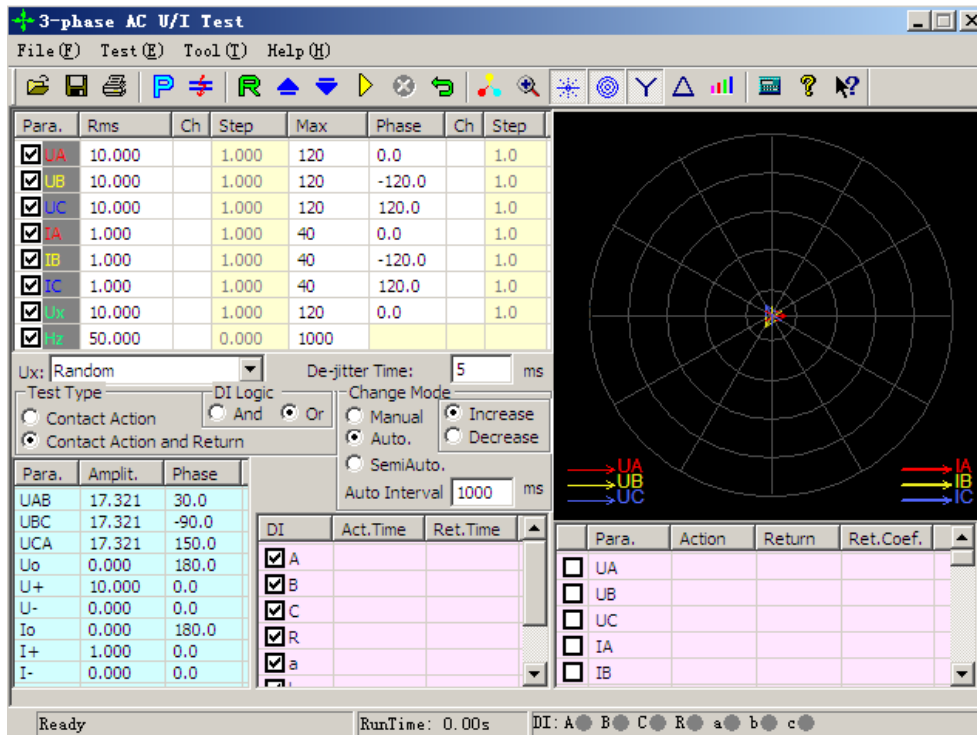 3-phase AC U/I Test
File(F) Test(E) Tool(T) Help(H)
P R Y Δ ? ?
Para. Rms Ch Step Max Phase Ch Step
UA 10.000 1.000 120 0.0 1.0
UB 10.000 1.000 120 -120.0 1.0
UC 10.000 1.000 120 120.0 1.0
IA 1.000 1.000 40 0.0 1.0
IB 1.000 1.000 40 -120.0 1.0
IC 1.000 1.000 40 120.0 1.0
Ux 10.000 1.000 120 0.0 1.0
Hz 50.000 0.000 1000
Ux: Random De-jitter Time: 5 ms
Test Type
Contact Action
Contact Action and Return
DI Logic
And Or
Change Mode
Manual
Auto.
SemiAuto.
Increase
Decrease
Auto Interval 1000 ms
Para. Amplit. Phase
UAB 17.321 30.0
UBC 17.321 -90.0
UCA 17.321 150.0
Uo 0.000 180.0
U+ 10.000 0.0
U- 0.000 0.0
Io 0.000 180.0
I+ 1.000 0.0
I- 0.000 0.0
DI Act.Time Ret.Time
A
B
C
R
a
UA
UB
UC
IA
IB
IC
Para. Action Return Ret.Coef.
UA
UB
UC
IA
IB
Ready RunTime: 0.00s DI: A B C R a b c